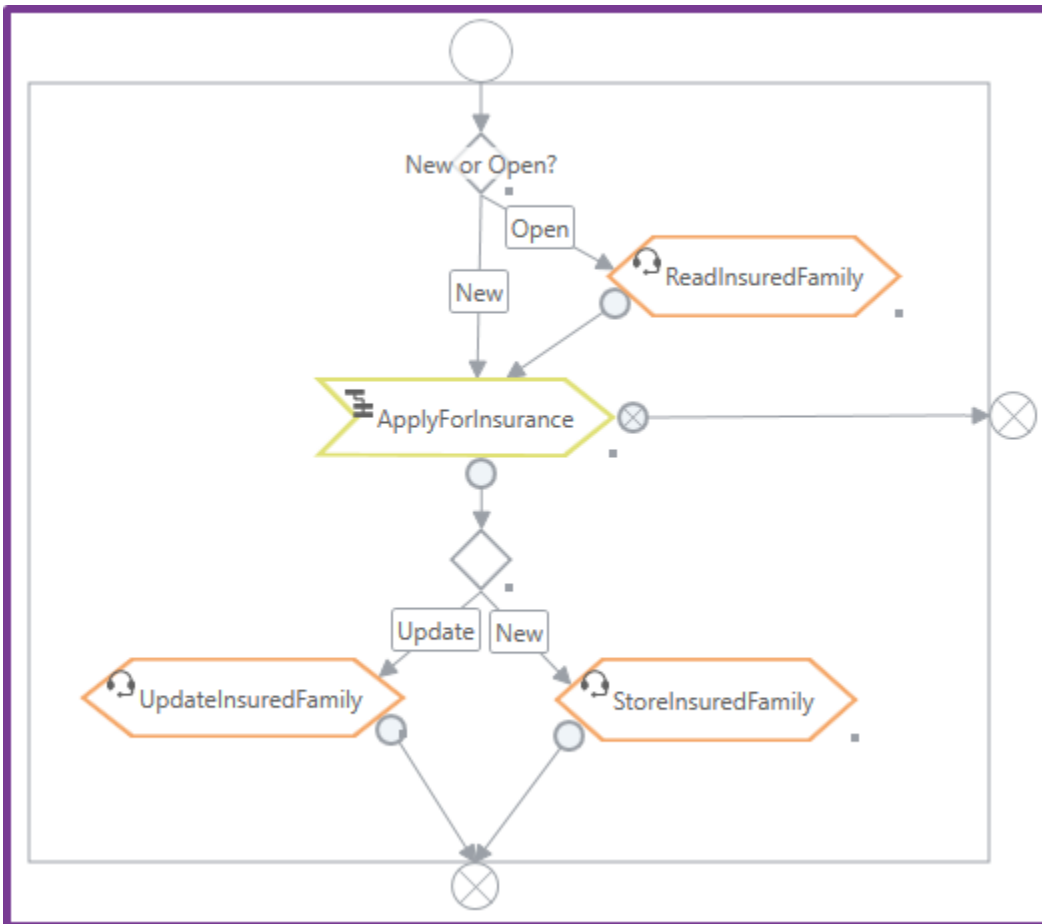 New or Open?
Open
New
ReadInsuredFamily
ApplyForInsurance
Update
New
UpdateInsuredFamily
StoreInsuredFamily